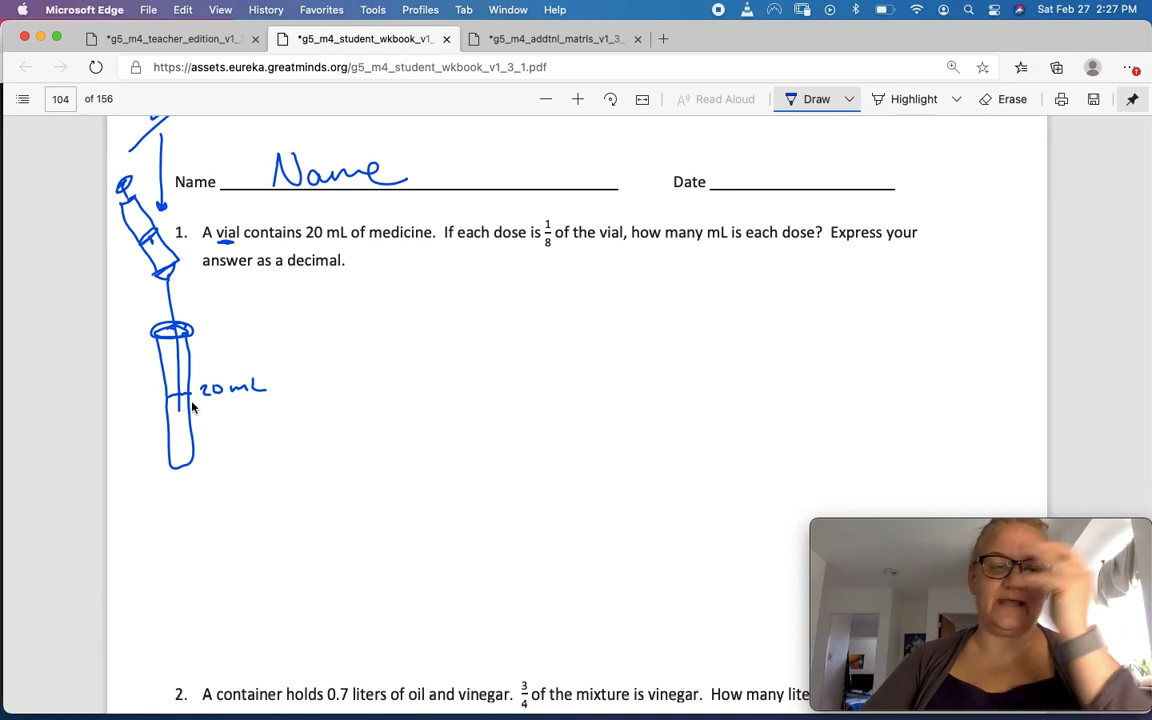 Microsoft Edge File Edit View History Favorites Tools Profiles Tab Window Help Sat Feb 27 2:27 PM
*g5_m4_teacher_edition_v1_ *g5_m4_student_wkbook_v1_ *g5_m4_addtnl_matrls_v1_3_
https://assets.eureka.greatminds.org/g5_m4_student_wkbook_v1_3_1.pdf
104 of 156 Read Aloud Draw Highlight Erase
Name Name Date
1. A vial contains 20 mL of medicine. If each dose is 1/8 of the vial, how many mL is each dose? Express your
answer as a decimal.
20 mL
2. A container holds 0.7 liters of oil and vinegar. 3/4 of the mixture is vinegar. How many lite